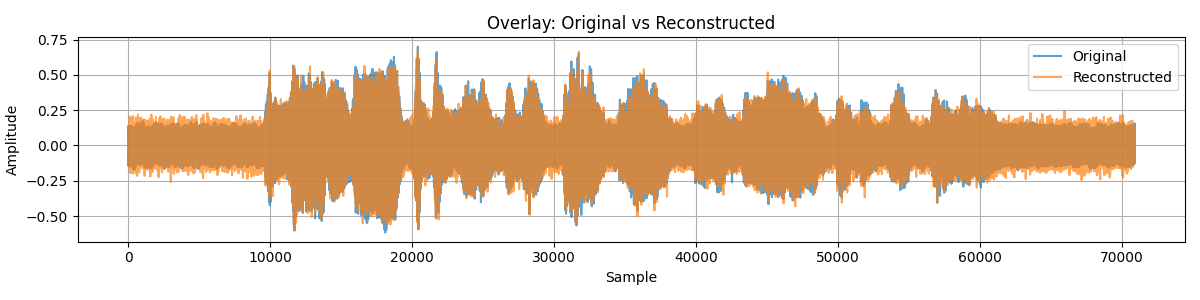 Overlay: Original vs Reconstructed
0.75
0.50
0.25
0.00
−0.25
−0.50
Amplitude
Original
Reconstructed
0 10000 20000 30000 40000 50000 60000 70000
Sample